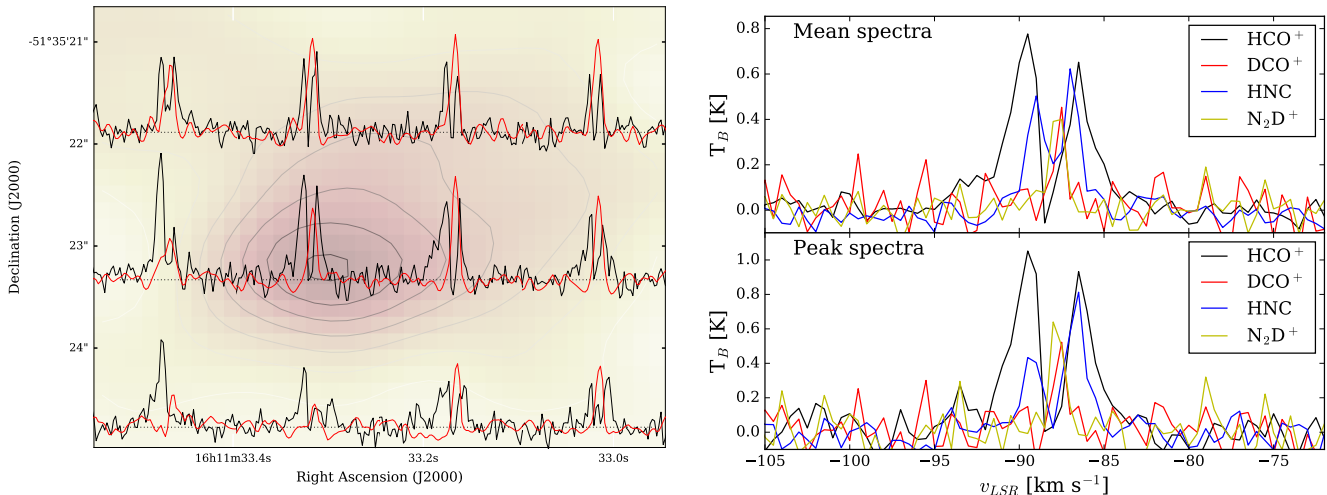 -51°35'21"
22"
23"
24"
Declination (J2000)
16h11m33.4s
33.2s
33.0s
Right Ascension (J2000)
Mean spectra
HCO⁺
DCO⁺
HNC
N₂D⁺
T_B [K]
0.8
0.6
0.4
0.2
0.0
Peak spectra
HCO⁺
DCO⁺
HNC
N₂D⁺
T_B [K]
1.0
0.8
0.6
0.4
0.2
0.0
−105 −100 −95 −90 −85 −80 −75
v_LSR [km s⁻¹]